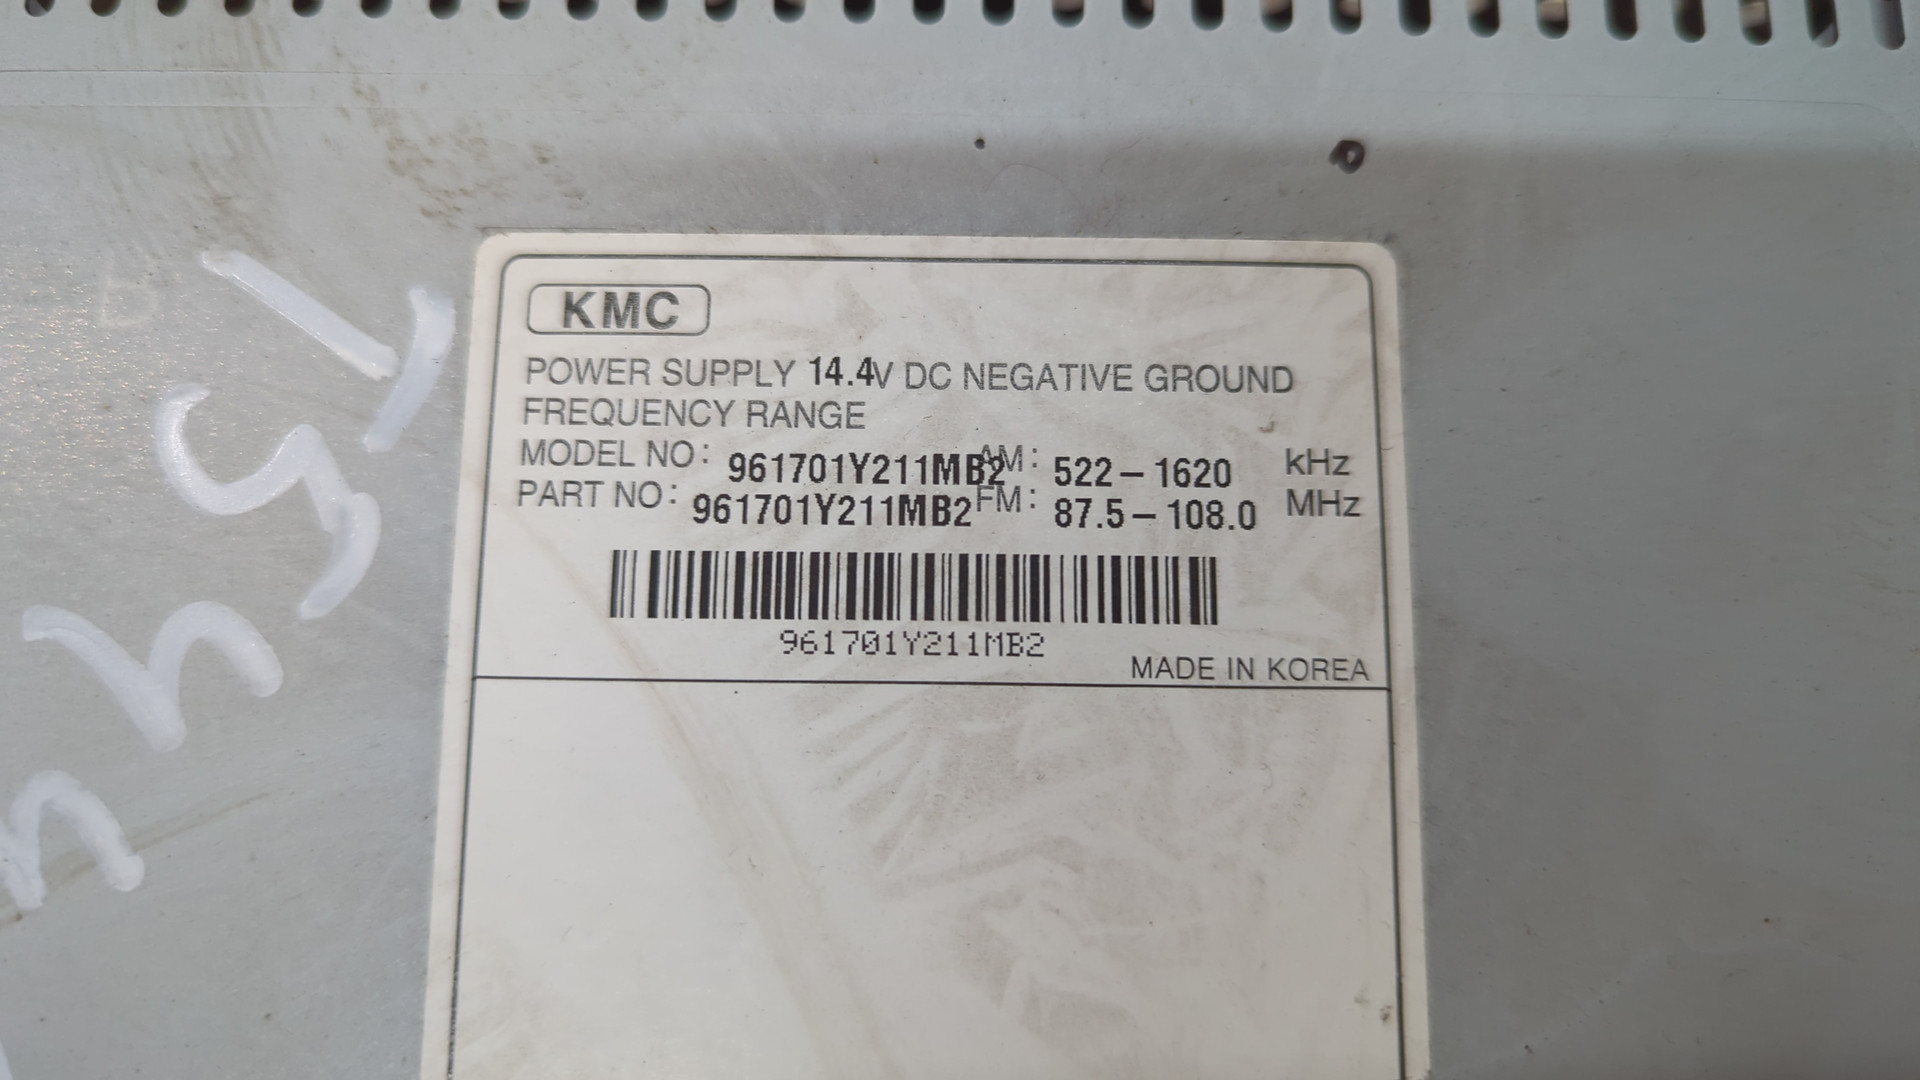 KMC
POWER SUPPLY 14.4V DC NEGATIVE GROUND
FREQUENCY RANGE
MODEL NO: 961701Y211MB2 AM: 522-1620 kHz
PART NO: 961701Y211MB2 FM: 87.5-108.0 MHz
961701Y211MB2
MADE IN KOREA